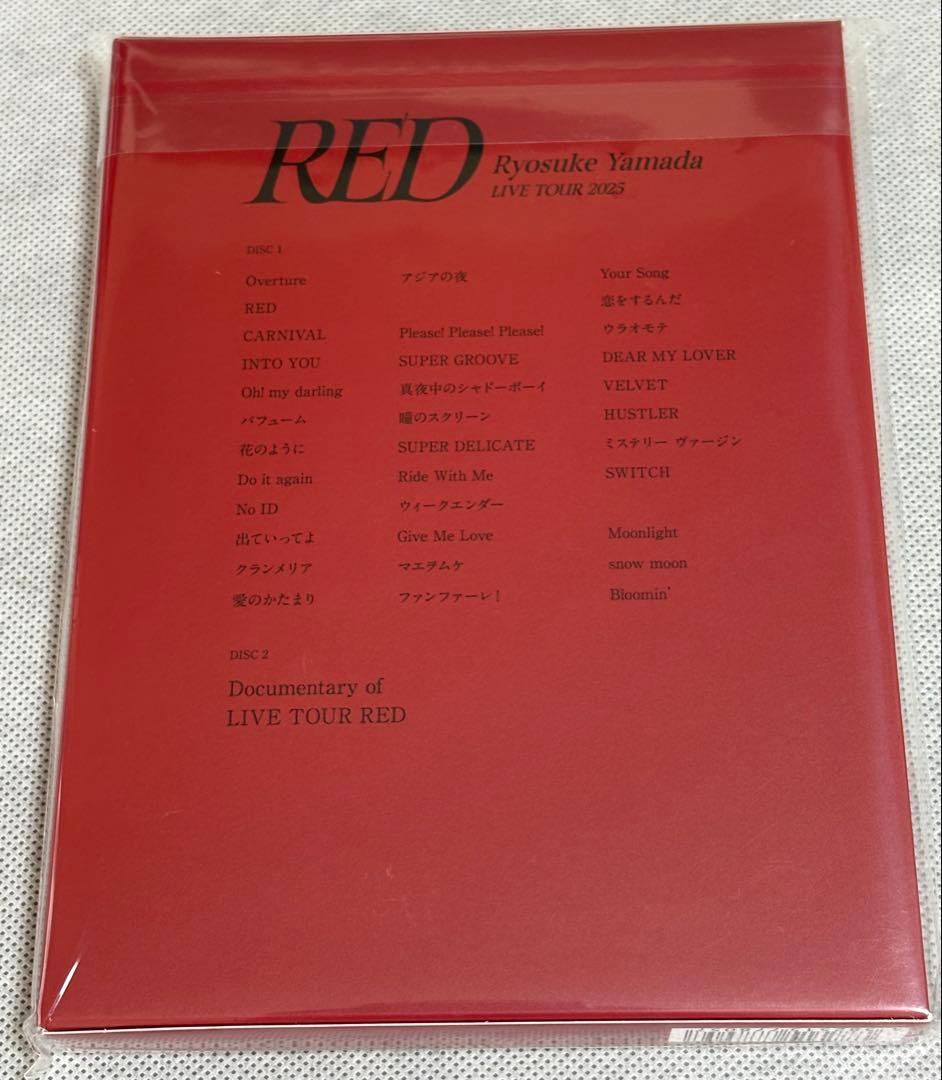 RED
Ryosuke Yamada
LIVE TOUR 2025
DISC 1
Overture
RED
CARNIVAL
INTO YOU
Oh! my darling
パフューム
花のように
Do it again
No ID
出ていってよ
クランメリア
愛のかたまり
アジアの夜
Please! Please! Please!
SUPER GROOVE
真夜中のシャドーボーイ
瞳のスクリーン
SUPER DELICATE
Ride With Me
ウィークエンダー
Give Me Love
マエヲムケ
ファンファーレ!
Your Song
恋をするんだ
ウラオモテ
DEAR MY LOVER
VELVET
HUSTLER
ミステリー ヴァージン
SWITCH
Moonlight
snow moon
Bloomin'
DISC 2
Documentary of
LIVE TOUR RED